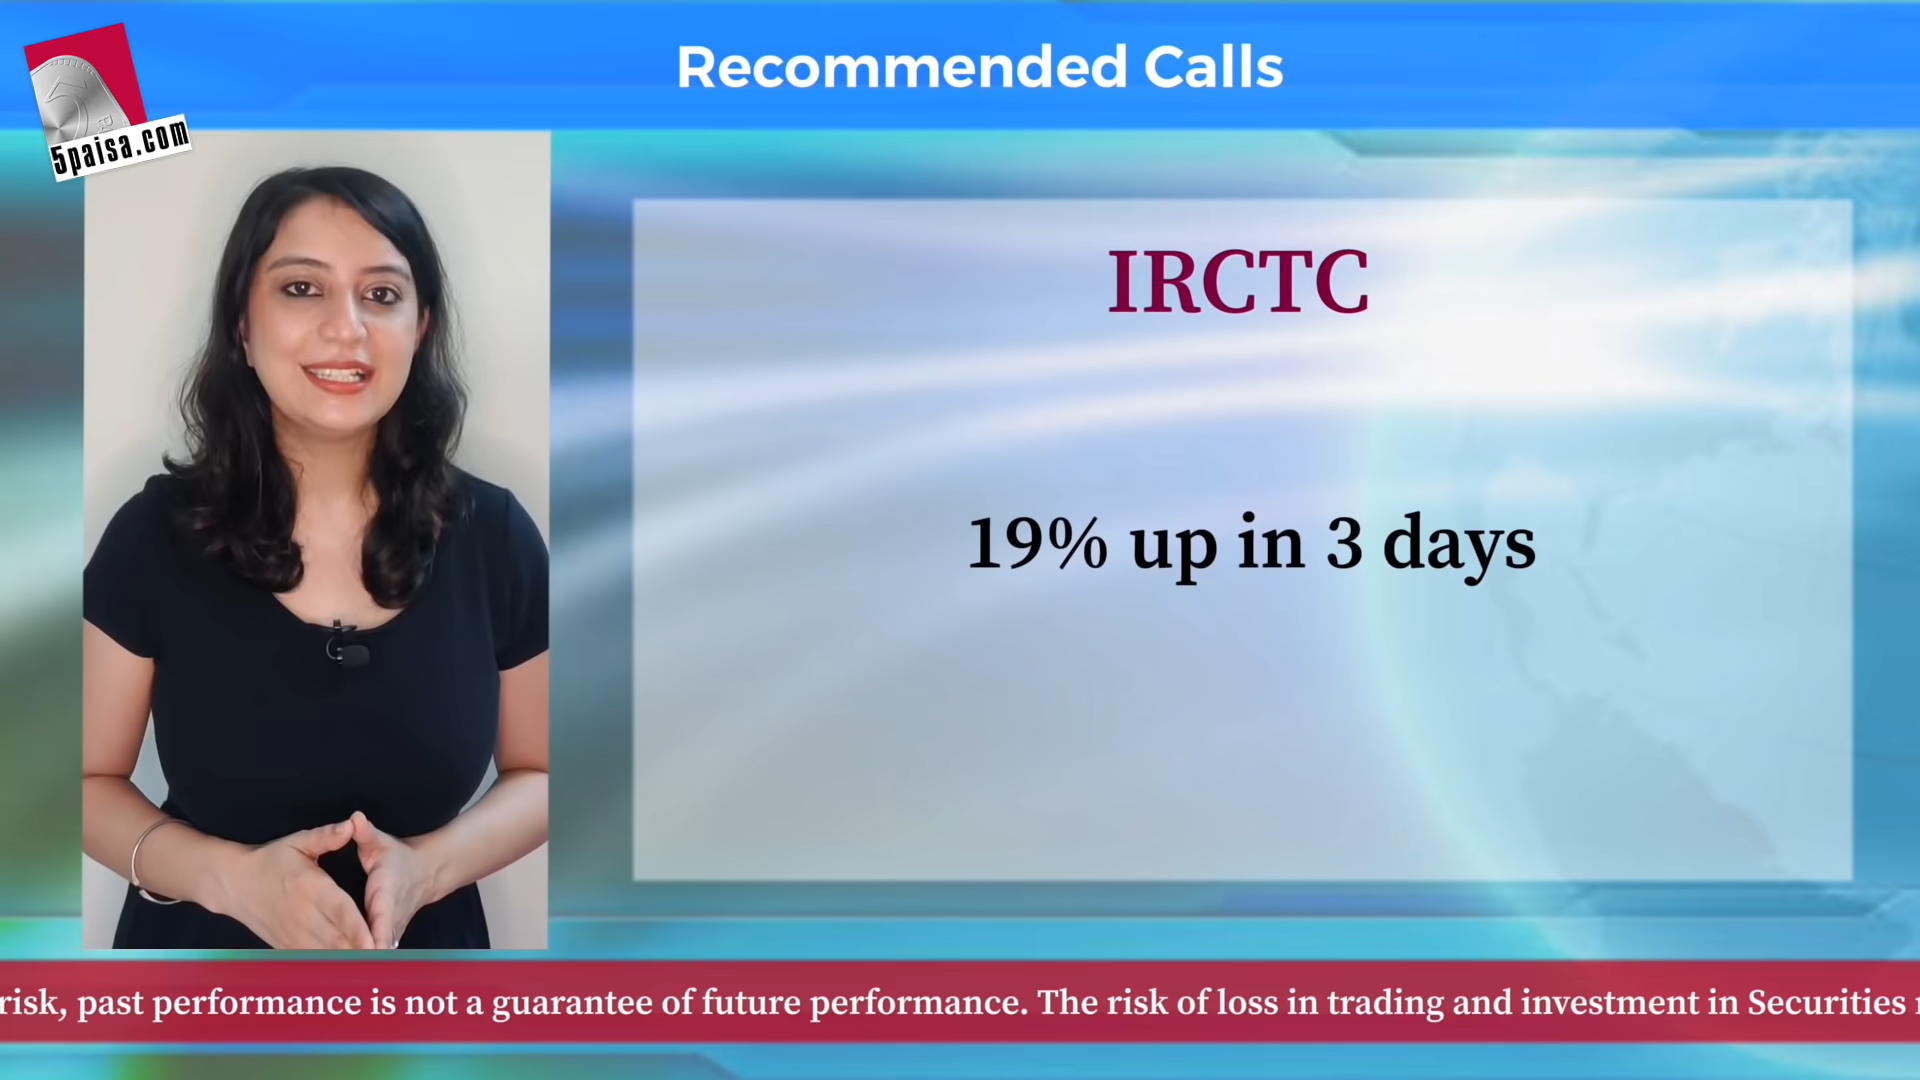 5paisa.com
Recommended Calls
IRCTC
19% up in 3 days
risk, past performance is not a guarantee of future performance. The risk of loss in trading and investment in Securities